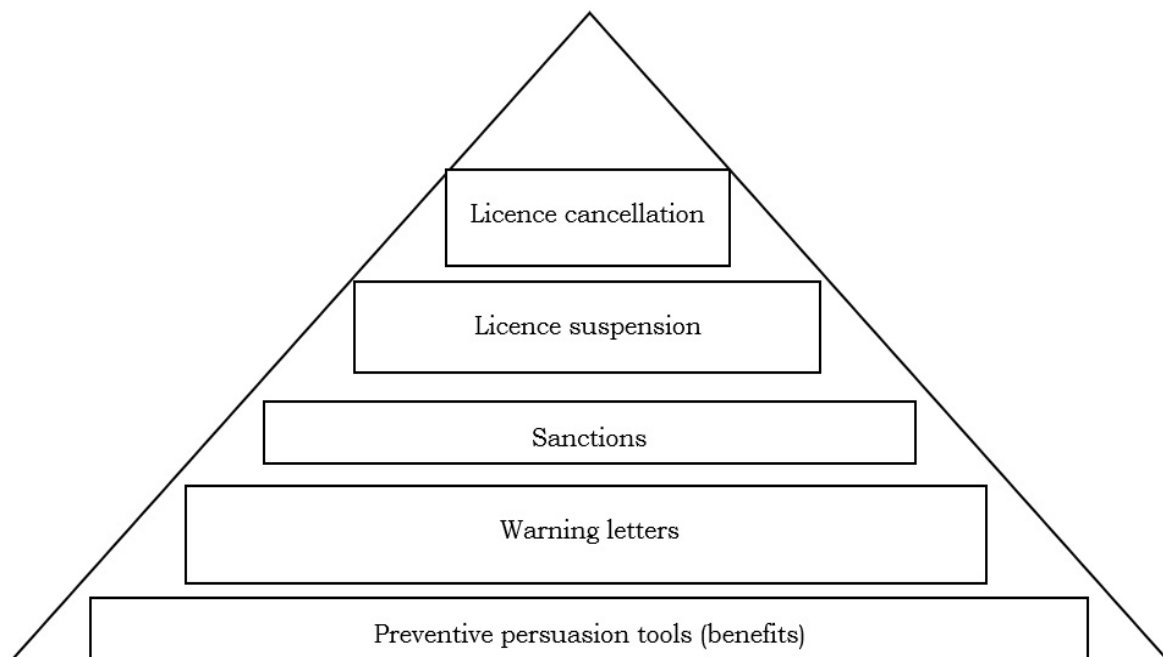 Licence cancellation
Licence suspension
Sanctions
Warning letters
Preventive persuasion tools (benefits)